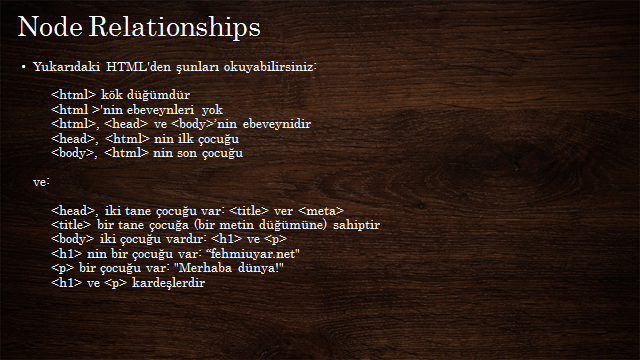 Node Relationships
• Yukarıdaki HTML'den şunları okuyabilirsiniz:
<html> kök düğümdür
<html >'nin ebeveynleri yok
<html>, <head> ve <body>'nin ebeveynidir
<head>, <html> nin ilk çocuğu
<body>, <html> nin son çocuğu
ve:
<head>, iki tane çocuğu var: <title> ver <meta>
<title> bir tane çocuğa (bir metin düğümüne) sahiptir
<body> iki çocuğu vardır: <h1> ve <p>
<h1> nin bir çocuğu var: “fehmiuyar.net"
<p> bir çocuğu var: "Merhaba dünya!"
<h1> ve <p> kardeşlerdir